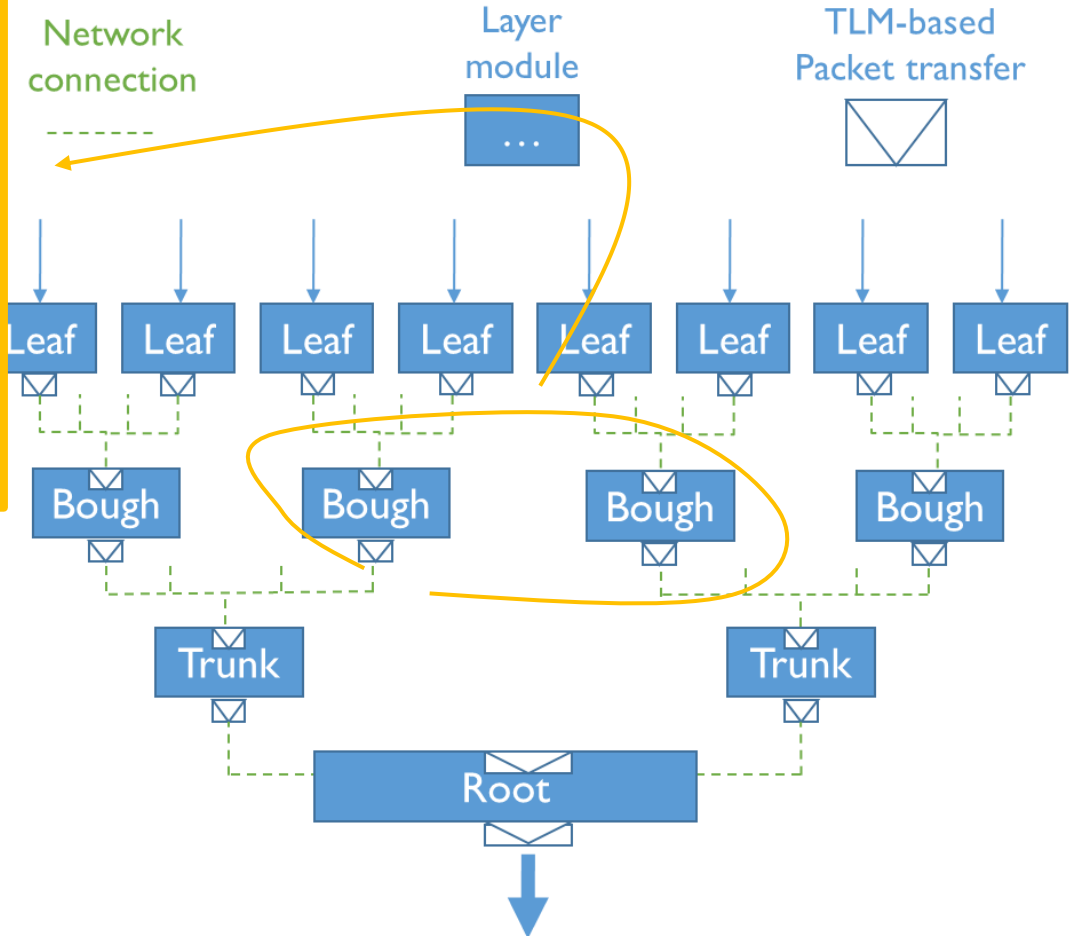 Network
connection
Layer
module
TLM-based
Packet transfer
...
Leaf Leaf Leaf Leaf Leaf Leaf Leaf Leaf
Bough Bough Bough Bough
Trunk Trunk
Root